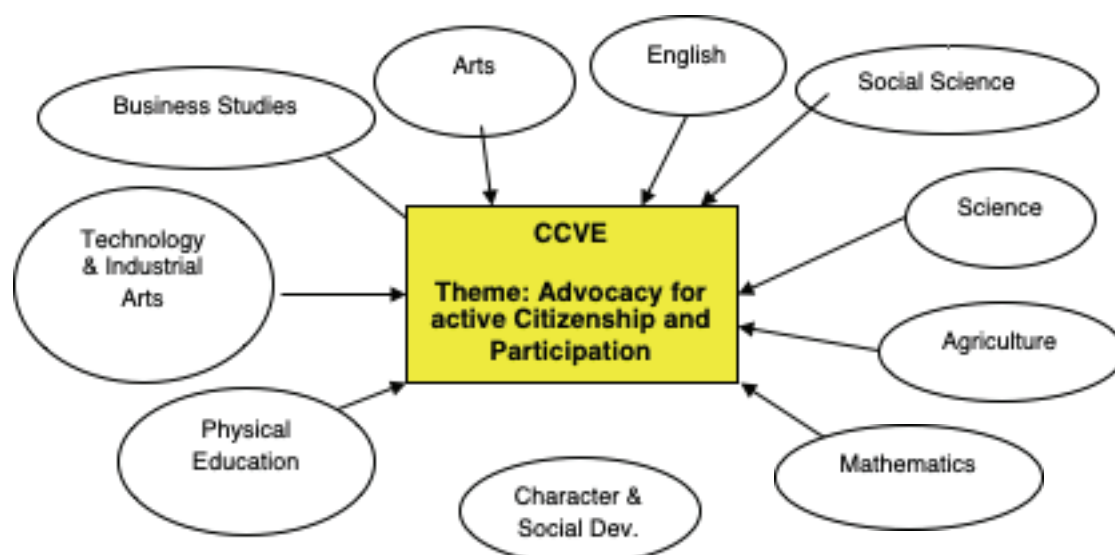 Arts
English
Social Science
Business Studies
Science
Technology
& Industrial
Arts
CCVE
Theme: Advocacy for
active Citizenship and
Participation
Agriculture
Physical
Education
Mathematics
Character &
Social Dev.